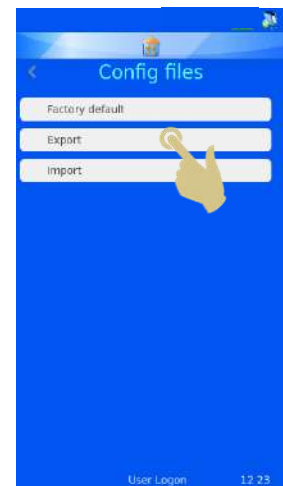 Config files
Factory default
Export
Import
User Logon 12 23